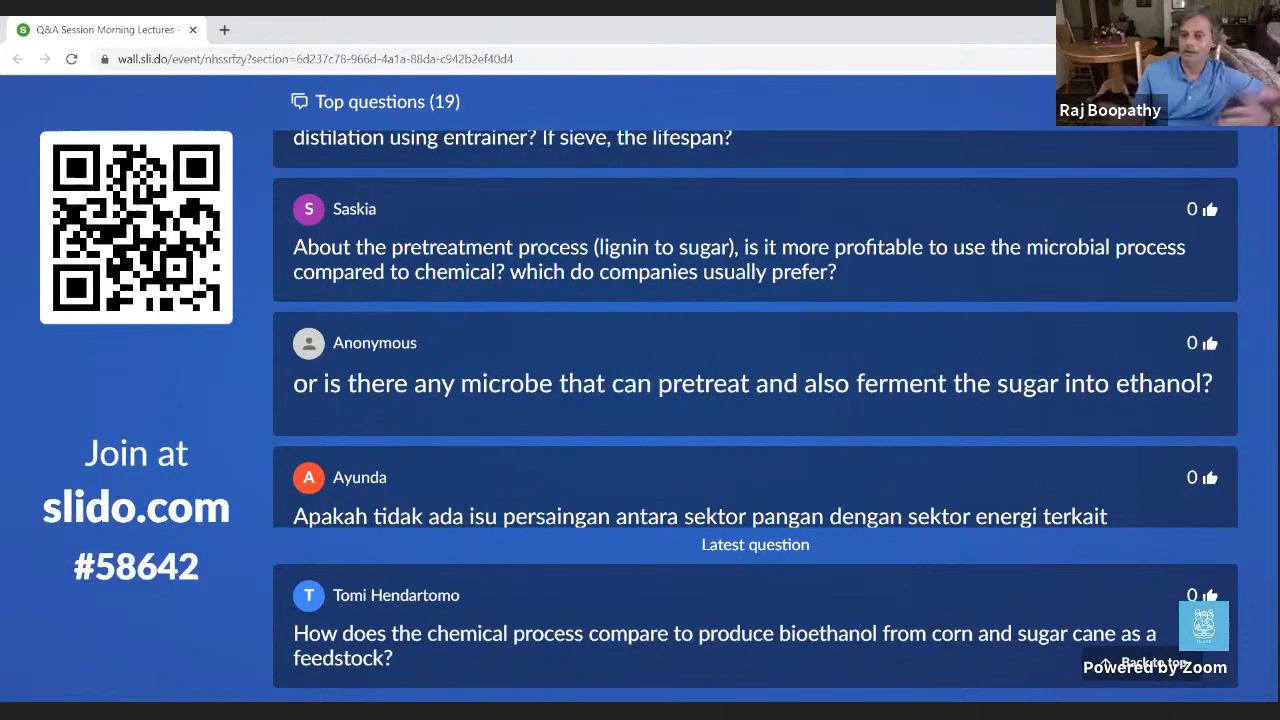 Q&A Session Morning Lectures
wall.sli.do/event/nhssrfzy?section=6d237c78-966d-4a1a-88da-c942b2ef40d4
Raj Boopathy
Top questions (19)
distilation using entrainer? If sieve, the lifespan?
S
Saskia
0
About the pretreatment process (lignin to sugar), is it more profitable to use the microbial process
compared to chemical? which do companies usually prefer?
Anonymous
0
or is there any microbe that can pretreat and also ferment the sugar into ethanol?
A
Ayunda
0
Apakah tidak ada isu persaingan antara sektor pangan dengan sektor energi terkait
Join at
slido.com
#58642
Latest question
T
Tomi Hendartomo
0
How does the chemical process compare to produce bioethanol from corn and sugar cane as a
feedstock?
Back to top
Powered by Zoom